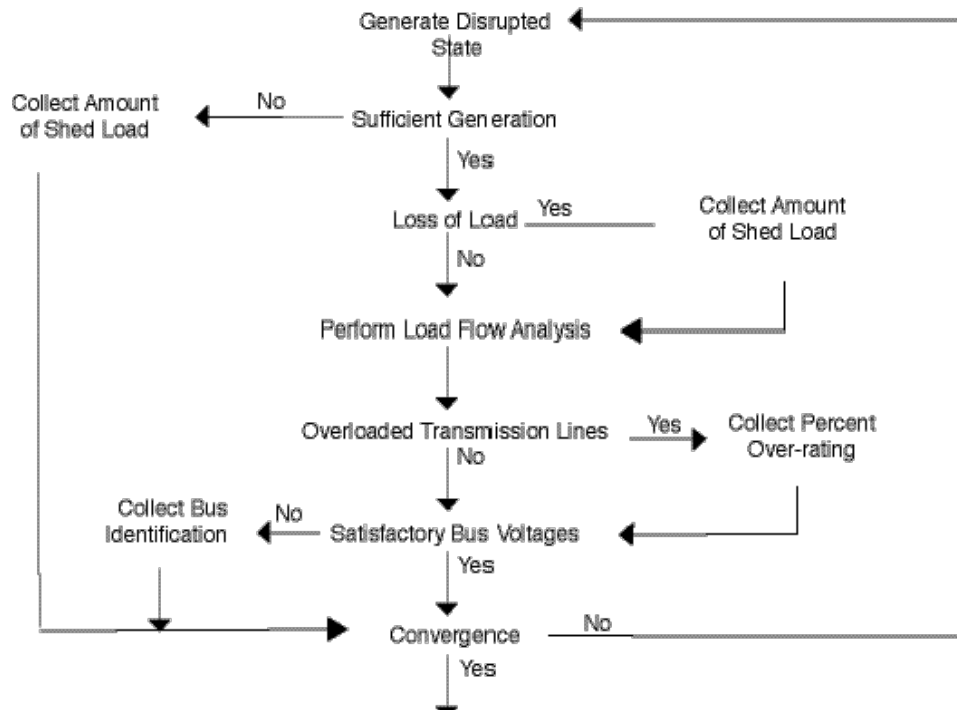 Generate Disrupted
State
Collect Amount
of Shed Load
No
Sufficient Generation
Yes
Loss of Load
Yes
Collect Amount
of Shed Load
No
Perform Load Flow Analysis
Overloaded Transmission Lines
Yes
Collect Percent
Over-rating
No
Collect Bus
Identification
No
Satisfactory Bus Voltages
Yes
Convergence
No
Yes